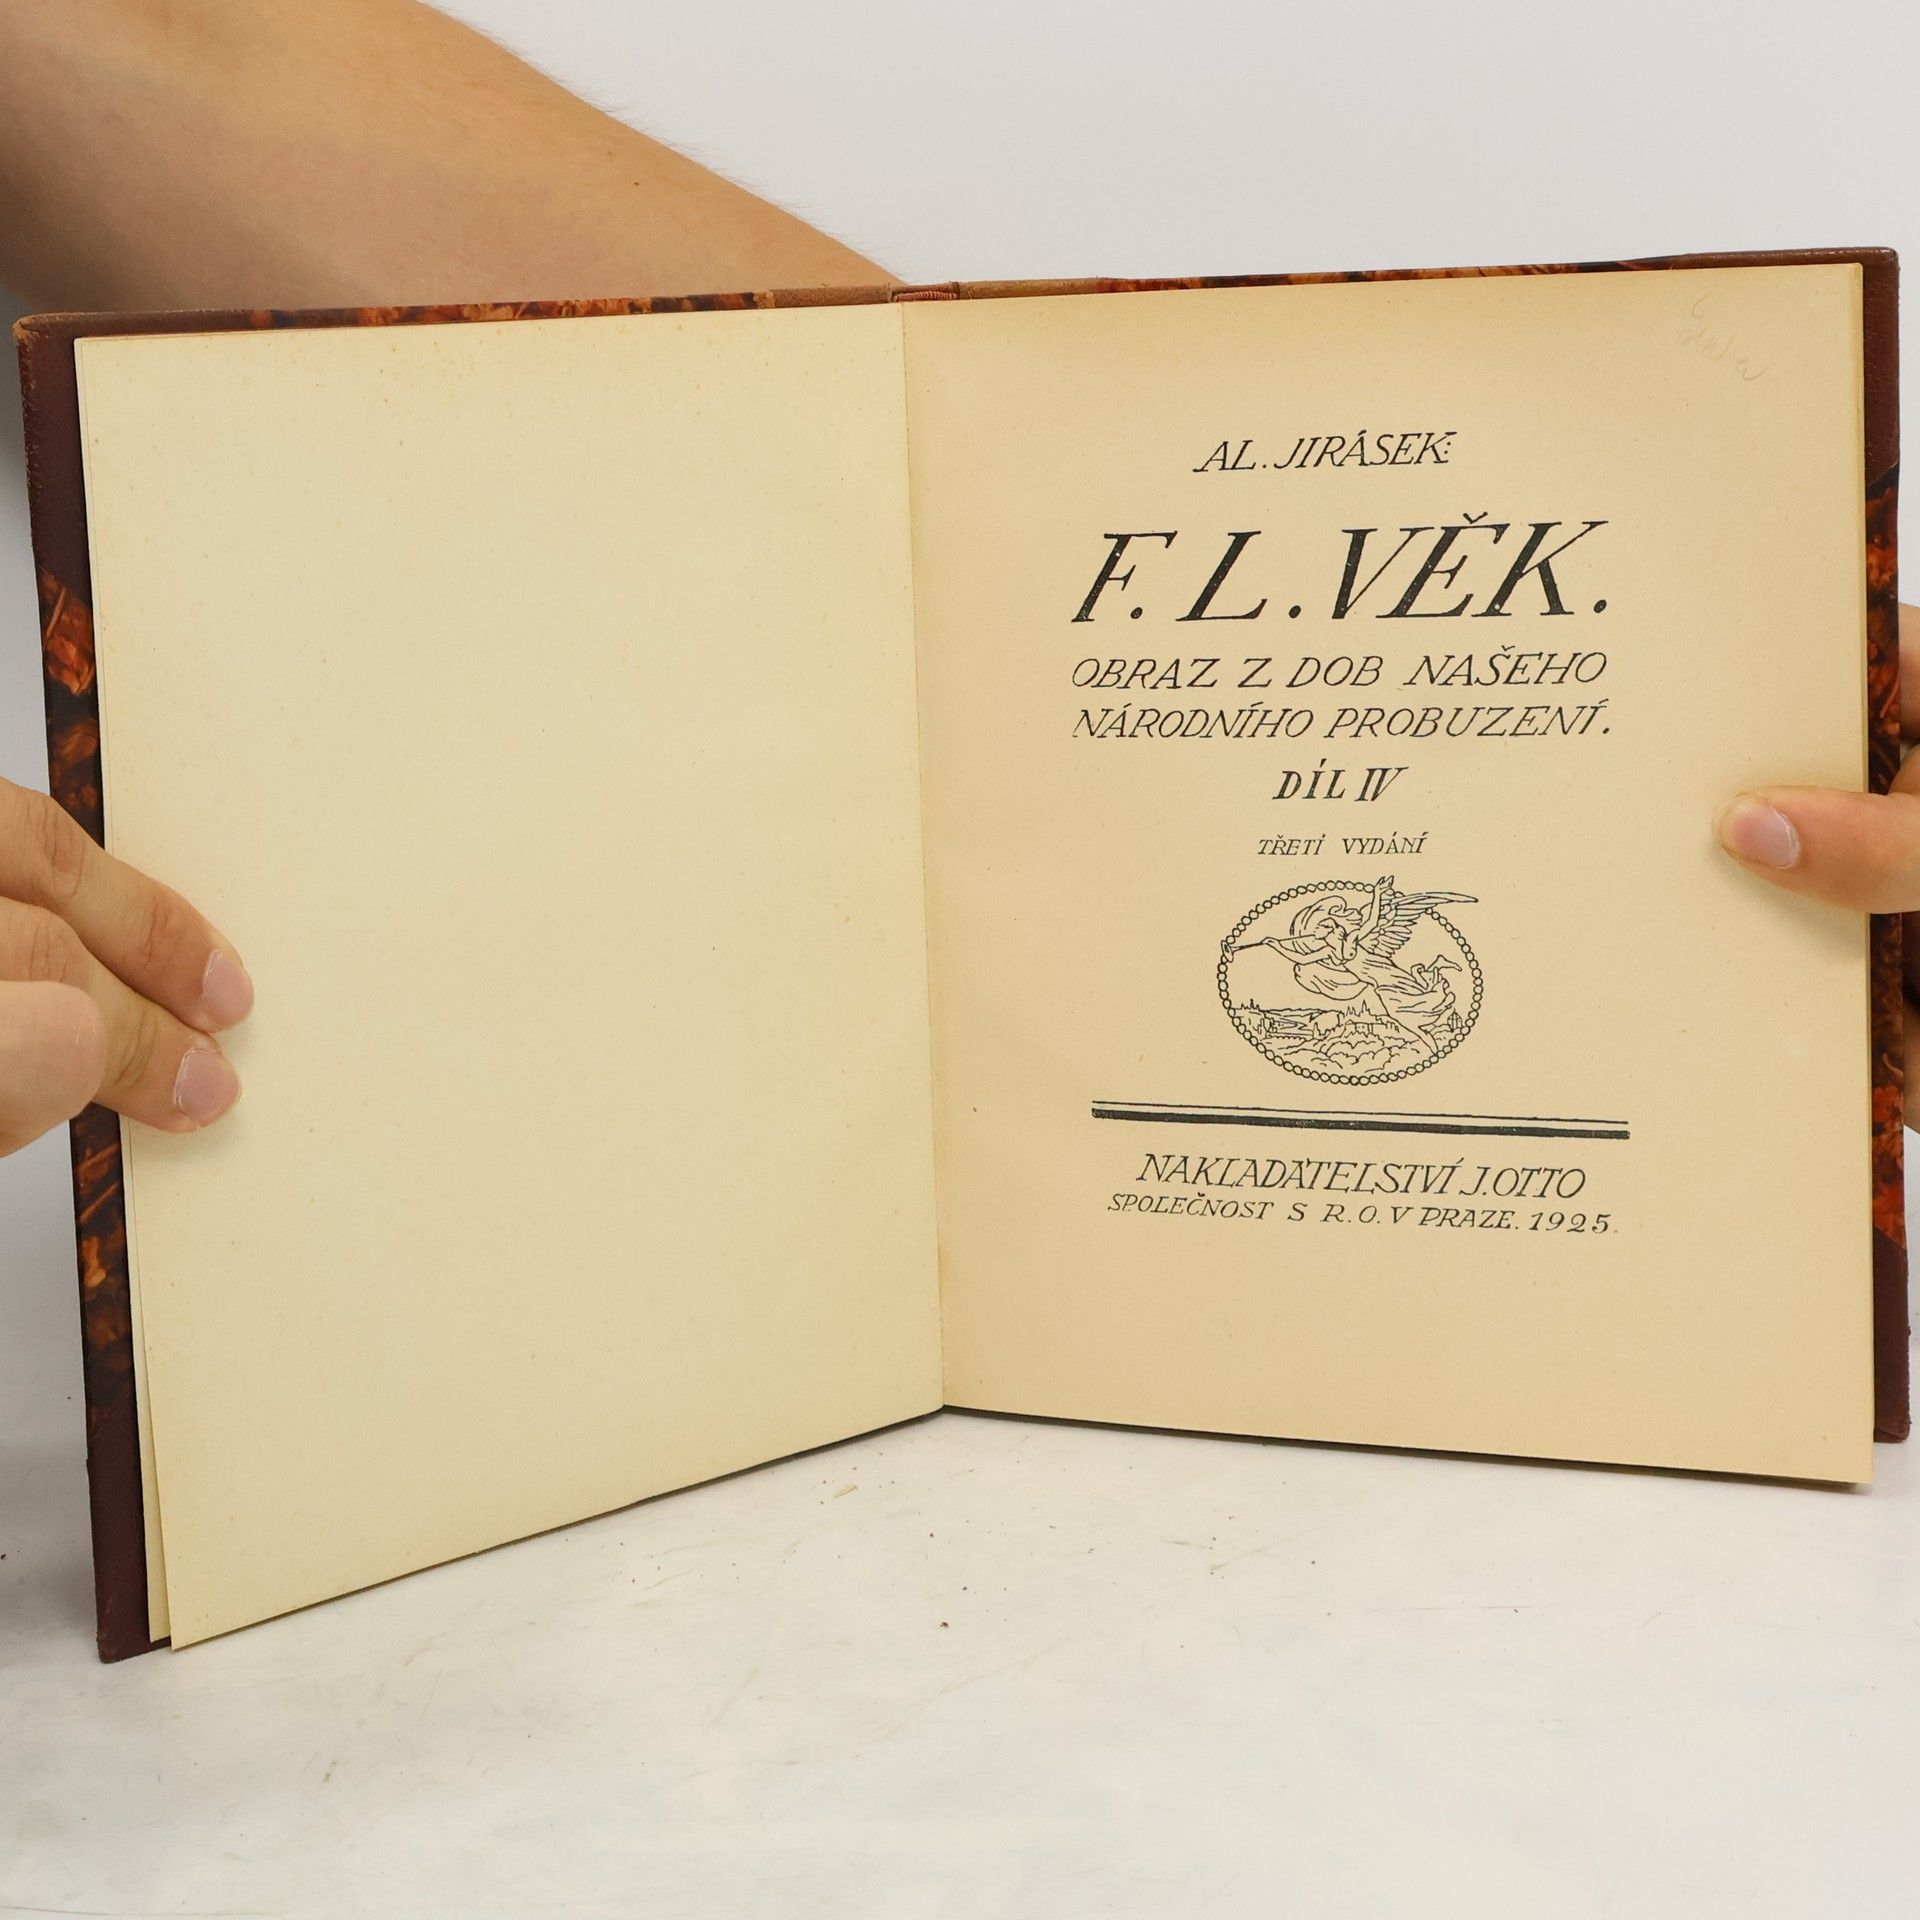 AL. JIRÁSEK:
F. L. VĚK.
OBRAZ Z DOB NAŠEHO
NÁRODNÍHO PROBUZENÍ.
DÍL IV
TŘETÍ VYDÁNÍ
NAKLADATELSTVÍ J. OTTO
SPOLEČNOST S R. O. V PRAZE. 1925.